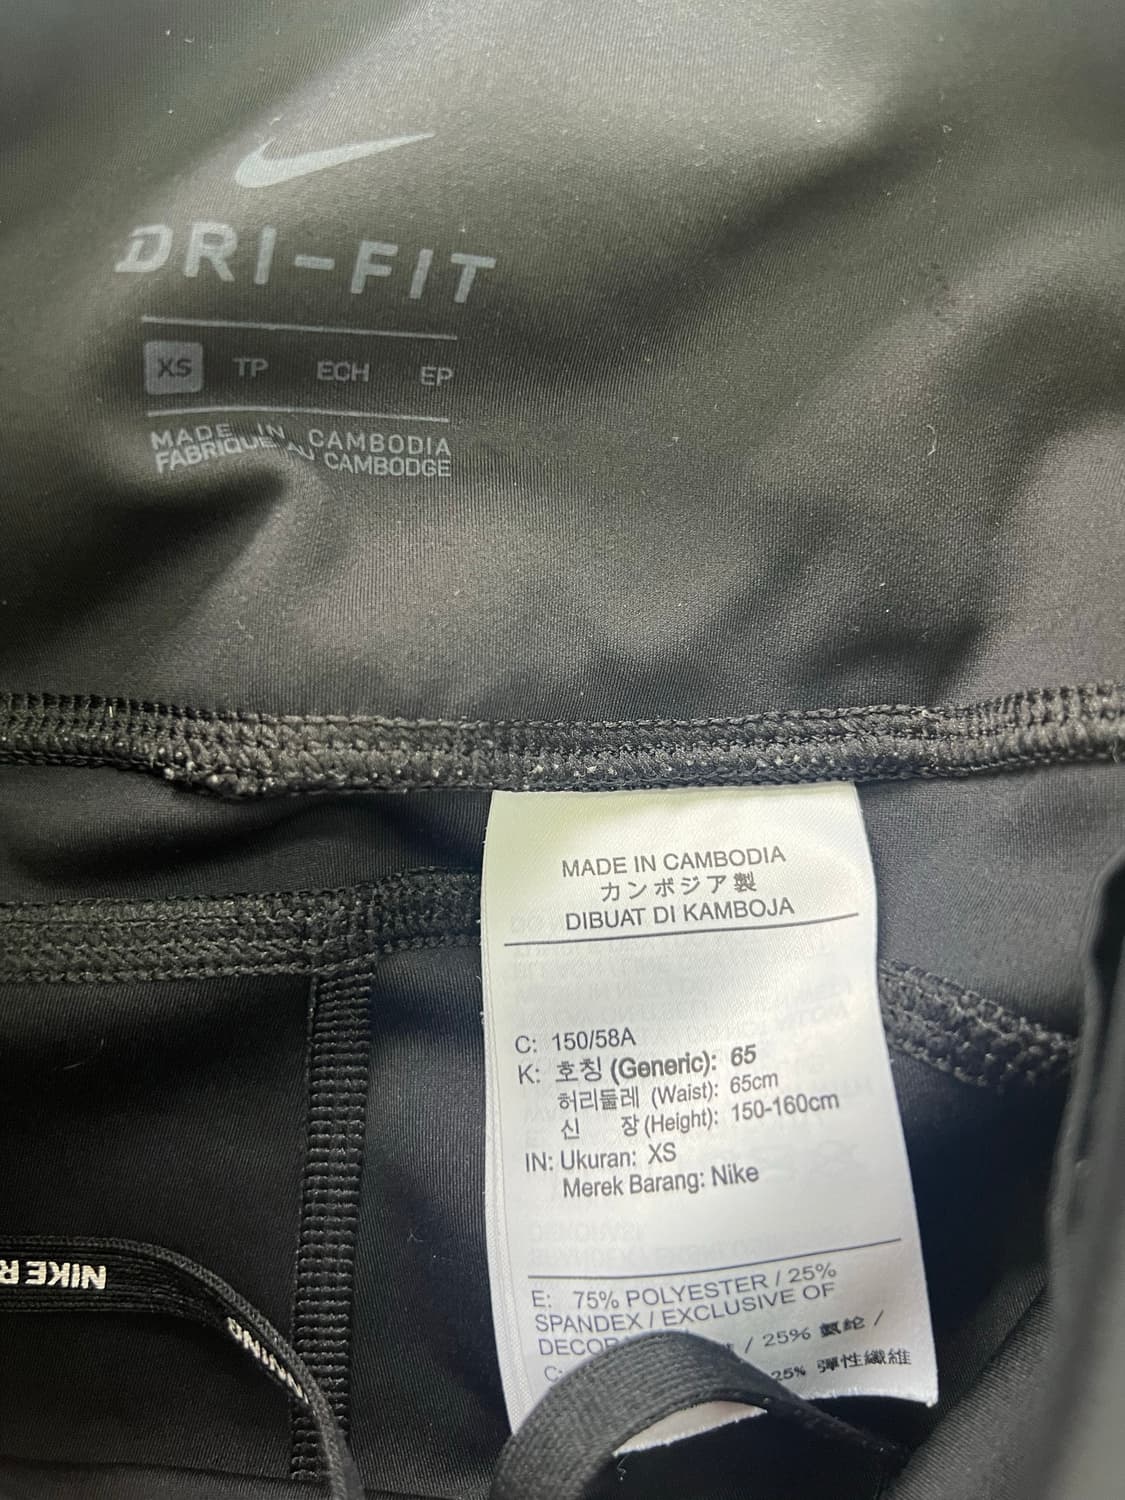 DRI-FIT
XS TP ECH EP
MADE IN CAMBODIA
FABRIQUE AU CAMBODGE
MADE IN CAMBODIA
カンボジア製
DIBUAT DI KAMBOJA
C: 150/58A
K: 호칭 (Generic): 65
허리둘레 (Waist): 65cm
신 장 (Height): 150-160cm
IN: Ukuran: XS
Merek Barang: Nike
E: 75% POLYESTER / 25%
SPANDEX / EXCLUSIVE OF
/ 25% 氨纶 /
C: 25% 彈性纖維
NIKE